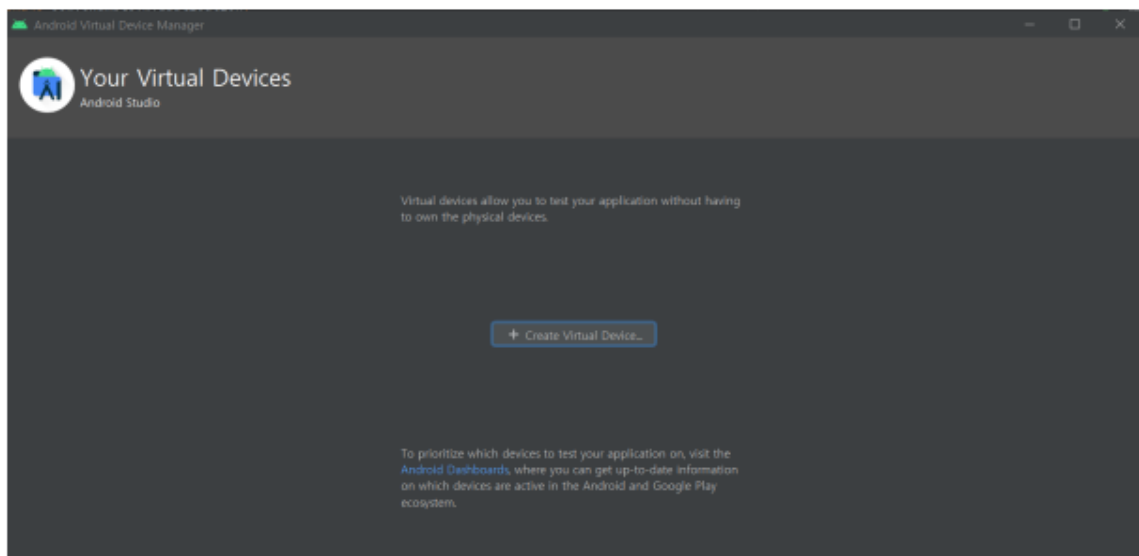 Android Virtual Device Manager
Your Virtual Devices
Android Studio
Virtual devices allow you to test your application without having
to own the physical devices.
+ Create Virtual Device...
To prioritize which devices to test your application on, visit the
Android Dashboards, where you can get up-to-date information
on which devices are active in the Android and Google Play
ecosystem.